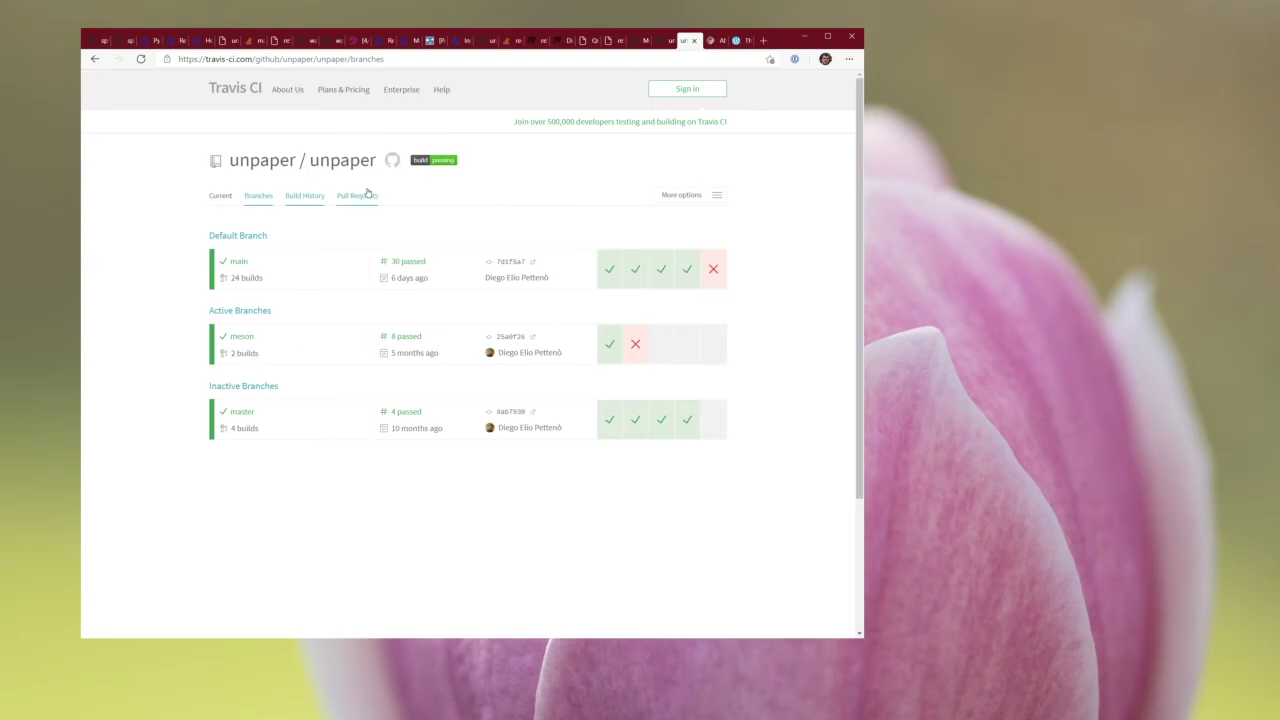 https://travis-ci.com/github/unpaper/unpaper/branches
Travis CI About Us Plans & Pricing Enterprise Help Sign in
Join over 500,000 developers testing and building on Travis CI
unpaper / unpaper build passing
Current Branches Build History Pull Requests More options
Default Branch
main # 30 passed 7d1f5a7
24 builds 6 days ago Diego Elio Pettenò
Active Branches
meson # 8 passed 25a0f26
2 builds 5 months ago Diego Elio Pettenò
Inactive Branches
master # 4 passed
4 builds 10 months ago Diego Elio Pettenò